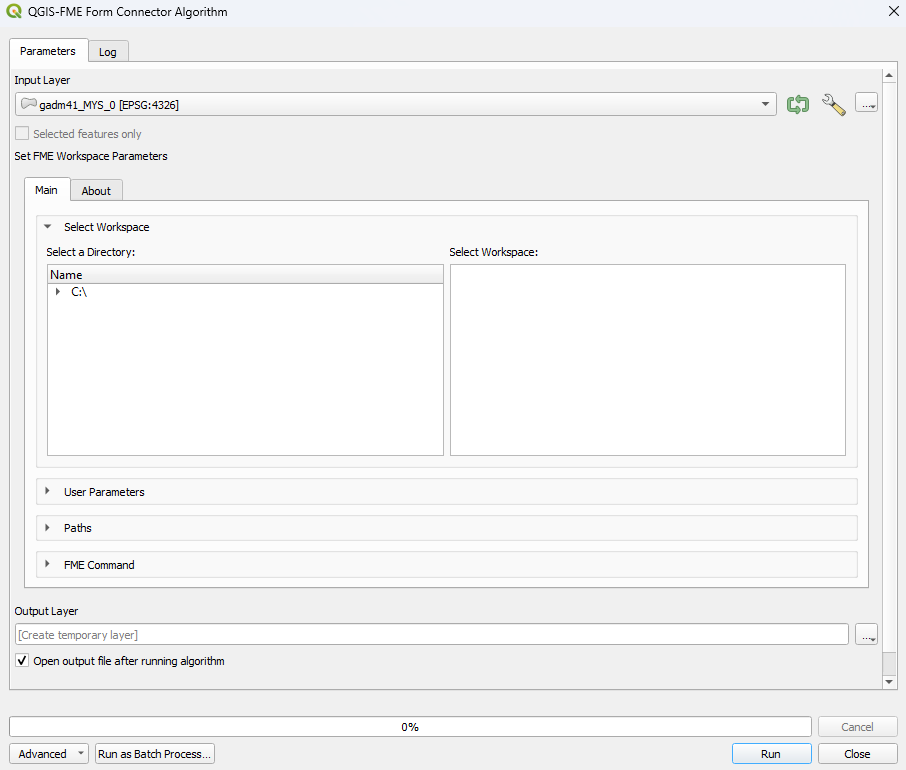 QGIS-FME Form Connector Algorithm
Parameters Log
Input Layer
gadm41_MYS_0 [EPSG:4326]
...
Selected features only
Set FME Workspace Parameters
Main About
Select Workspace
Select a Directory: Select Workspace:
Name
C:\
User Parameters
Paths
FME Command
Output Layer
[Create temporary layer]
...
Open output file after running algorithm
0% Cancel
Advanced Run as Batch Process... Run Close